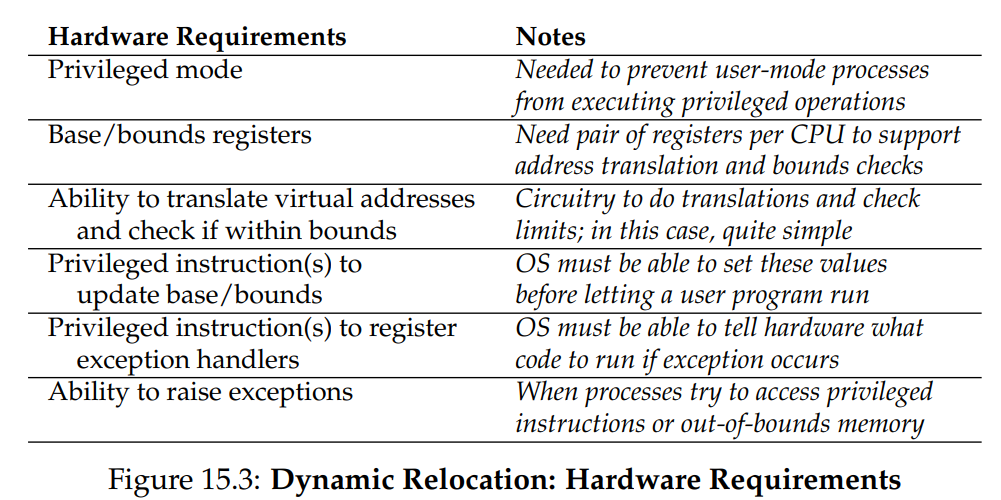 Hardware Requirements Notes
Privileged mode Needed to prevent user-mode processes
from executing privileged operations
Base/bounds registers Need pair of registers per CPU to support
address translation and bounds checks
Ability to translate virtual addresses Circuitry to do translations and check
and check if within bounds limits; in this case, quite simple
Privileged instruction(s) to OS must be able to set these values
update base/bounds before letting a user program run
Privileged instruction(s) to register OS must be able to tell hardware what
exception handlers code to run if exception occurs
Ability to raise exceptions When processes try to access privileged
instructions or out-of-bounds memory
Figure 15.3: Dynamic Relocation: Hardware Requirements